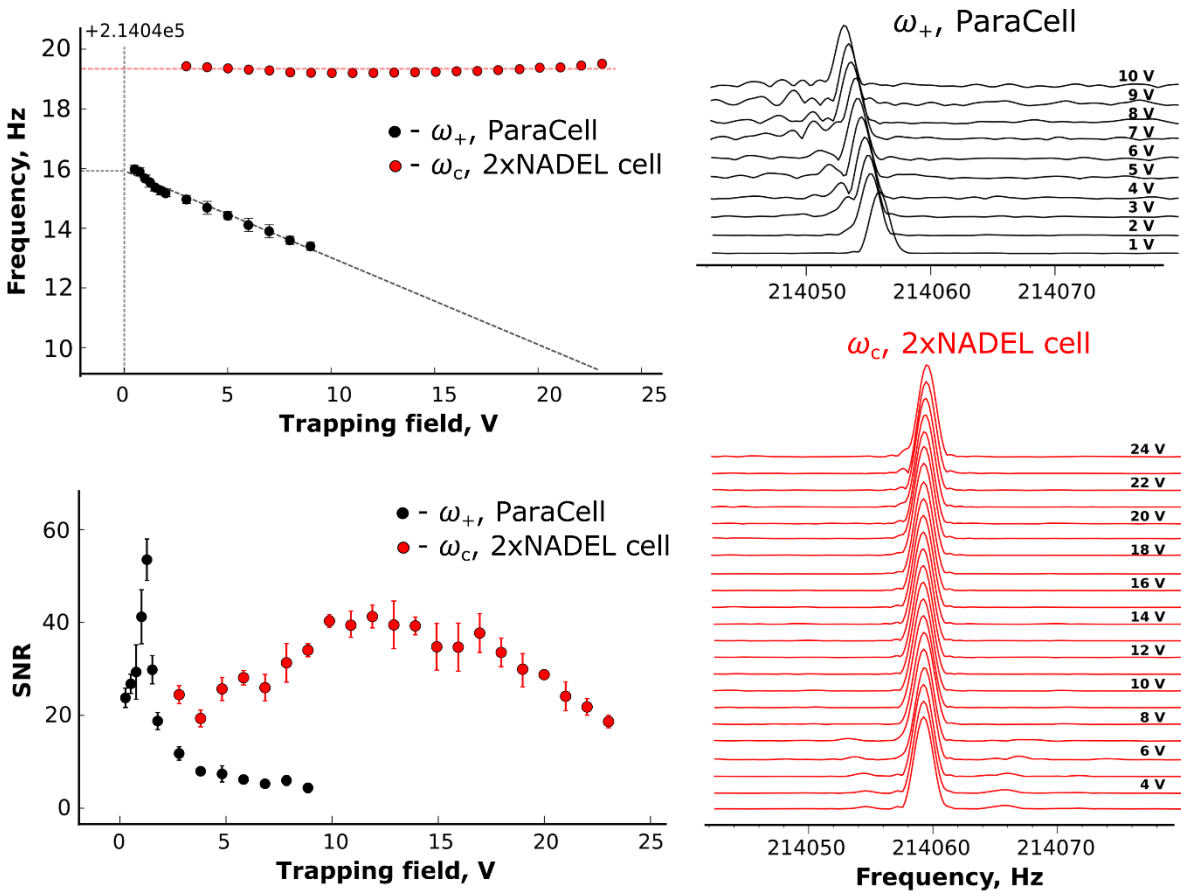 +2.1404e5
20
18
16
14
12
10
Frequency, Hz
● - ω₊, ParaCell
● - ω_c, 2xNADEL cell
0 5 10 15 20 25
Trapping field, V
ω₊, ParaCell
10 V
9 V
8 V
7 V
6 V
5 V
4 V
3 V
2 V
1 V
214050 214060 214070
60
40
20
0
SNR
● - ω₊, ParaCell
● - ω_c, 2xNADEL cell
0 5 10 15 20 25
Trapping field, V
ω_c, 2xNADEL cell
24 V
22 V
20 V
18 V
16 V
14 V
12 V
10 V
8 V
6 V
4 V
214050 214060 214070
Frequency, Hz